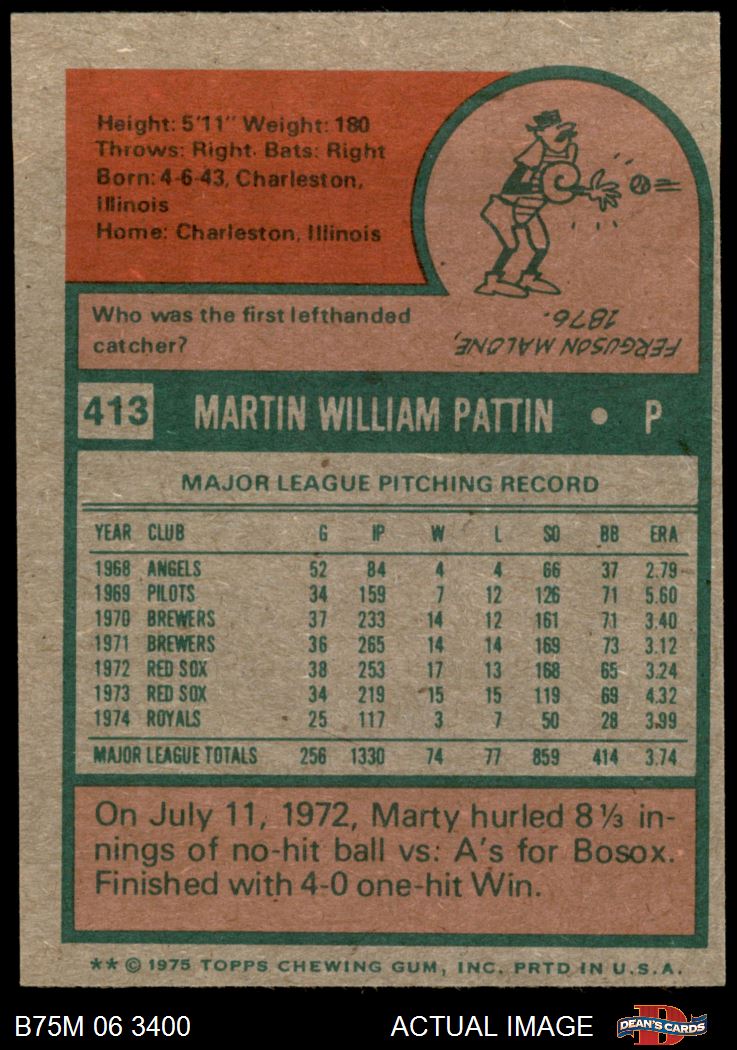 Height: 5'11" Weight: 180
Throws: Right. Bats: Right
Born: 4-6-43, Charleston,
Illinois
Home: Charleston, Illinois
Who was the first lefthanded
catcher?
FERGUSON MALONE,
1876.
413 MARTIN WILLIAM PATTIN • P
MAJOR LEAGUE PITCHING RECORD
YEAR CLUB G IP W L SO BB ERA
1968 ANGELS 52 84 4 4 66 37 2.79
1969 PILOTS 34 159 7 12 126 71 5.60
1970 BREWERS 37 233 14 12 161 71 3.40
1971 BREWERS 36 265 14 14 169 73 3.12
1972 RED SOX 38 253 17 13 168 65 3.24
1973 RED SOX 34 219 15 15 119 69 4.32
1974 ROYALS 25 117 3 7 50 28 3.99
MAJOR LEAGUE TOTALS 256 1330 74 77 859 414 3.74
On July 11, 1972, Marty hurled 8 ⅓ in-
nings of no-hit ball vs: A's for Bosox.
Finished with 4-0 one-hit Win.
** © 1975 TOPPS CHEWING GUM, INC. PRTD IN U.S.A.
B75M 06 3400 ACTUAL IMAGE DEAN'S CARDS